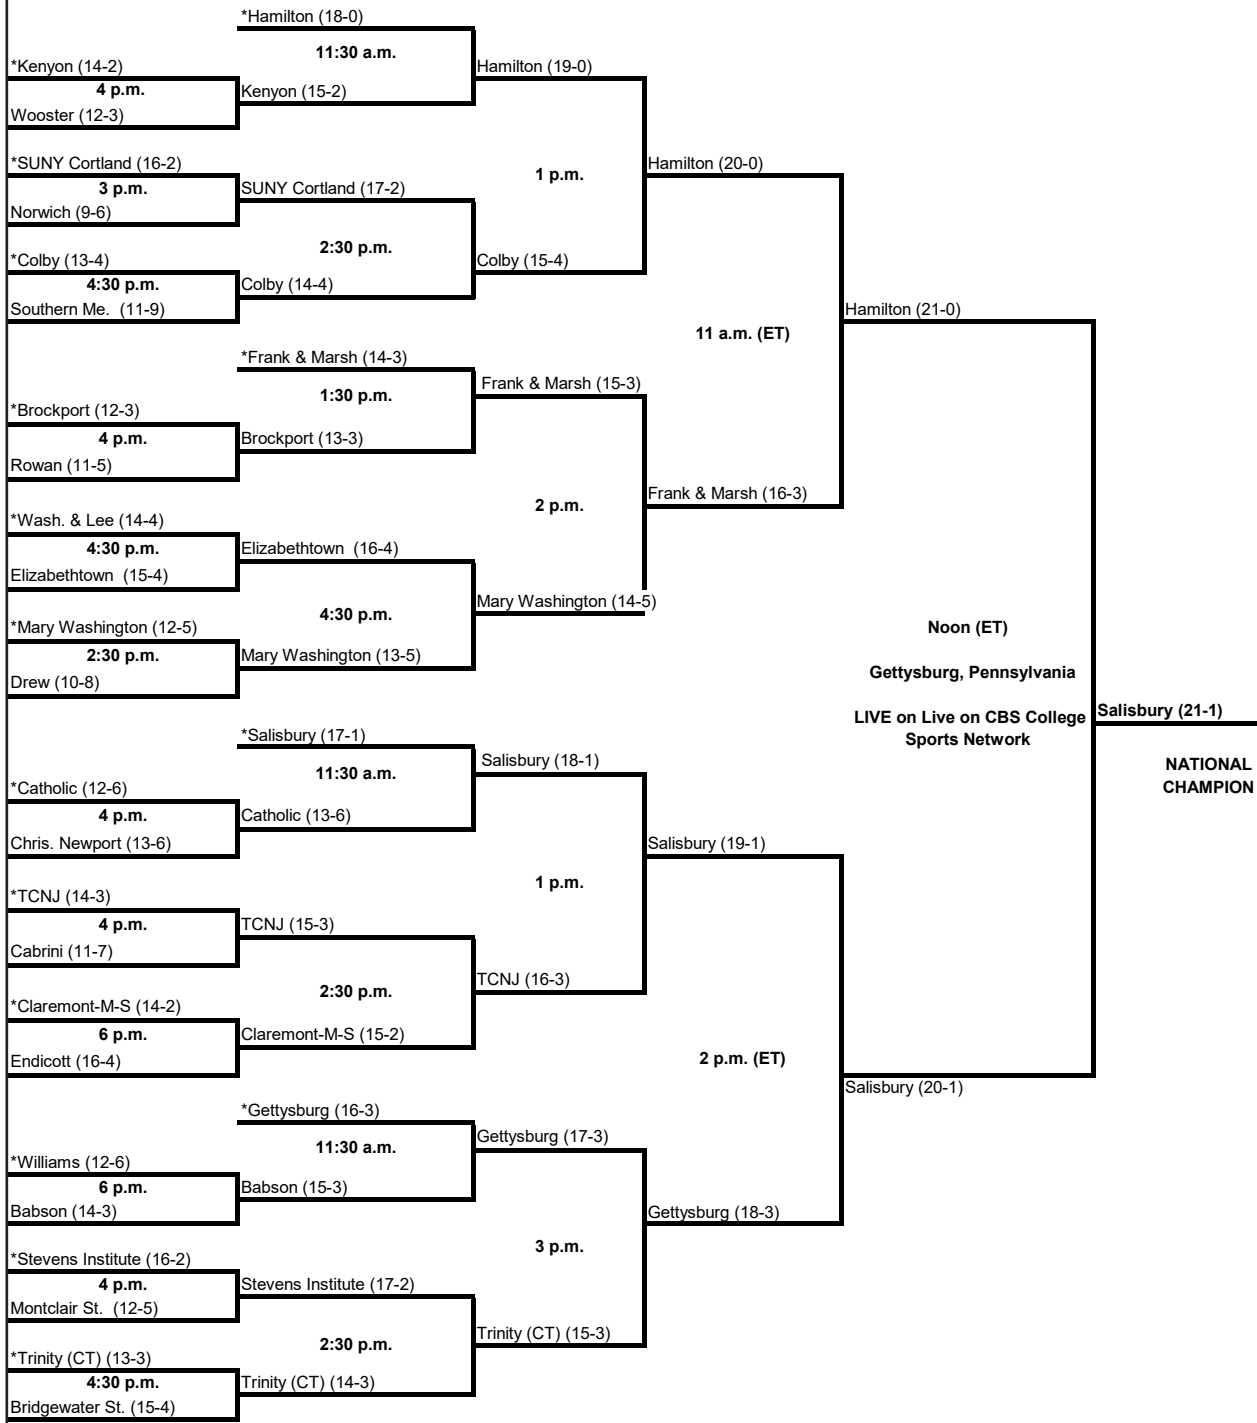 *Hamilton (18-0)
11:30 a.m.
*Kenyon (14-2)
Hamilton (19-0)
4 p.m.
Kenyon (15-2)
Wooster (12-3)
*SUNY Cortland (16-2)
Hamilton (20-0)
1 p.m.
3 p.m.
SUNY Cortland (17-2)
Norwich (9-6)
2:30 p.m.
*Colby (13-4)
Colby (15-4)
4:30 p.m.
Colby (14-4)
Southern Me.  (11-9)
Hamilton (21-0)
11 a.m. (ET)
*Frank & Marsh (14-3)
Frank & Marsh (15-3)
1:30 p.m.
*Brockport (12-3)
4 p.m.
Brockport (13-3)
Rowan (11-5)
Frank & Marsh (16-3)
2 p.m.
*Wash. & Lee (14-4)
4:30 p.m.
Elizabethtown  (16-4)
Elizabethtown  (15-4)
Mary Washington (14-5)
4:30 p.m.
*Mary Washington (12-5)
Noon (ET)
2:30 p.m.
Mary Washington (13-5)
Gettysburg, Pennsylvania
Drew (10-8)
Salisbury (21-1)
LIVE on Live on CBS College
Sports Network
*Salisbury (17-1)
Salisbury (18-1)
NATIONAL
CHAMPION
11:30 a.m.
*Catholic (12-6)
4 p.m.
Catholic (13-6)
Chris. Newport (13-6)
Salisbury (19-1)
1 p.m.
*TCNJ (14-3)
4 p.m.
TCNJ (15-3)
Cabrini (11-7)
TCNJ (16-3)
2:30 p.m.
*Claremont-M-S (14-2)
6 p.m.
Claremont-M-S (15-2)
Endicott (16-4)
2 p.m. (ET)
Salisbury (20-1)
*Gettysburg (16-3)
Gettysburg (17-3)
11:30 a.m.
*Williams (12-6)
6 p.m.
Babson (15-3)
Babson (14-3)
Gettysburg (18-3)
3 p.m.
*Stevens Institute (16-2)
4 p.m.
Stevens Institute (17-2)
Montclair St.  (12-5)
Trinity (CT) (15-3)
2:30 p.m.
*Trinity (CT) (13-3)
4:30 p.m.
Trinity (CT) (14-3)
Bridgewater St. (15-4)